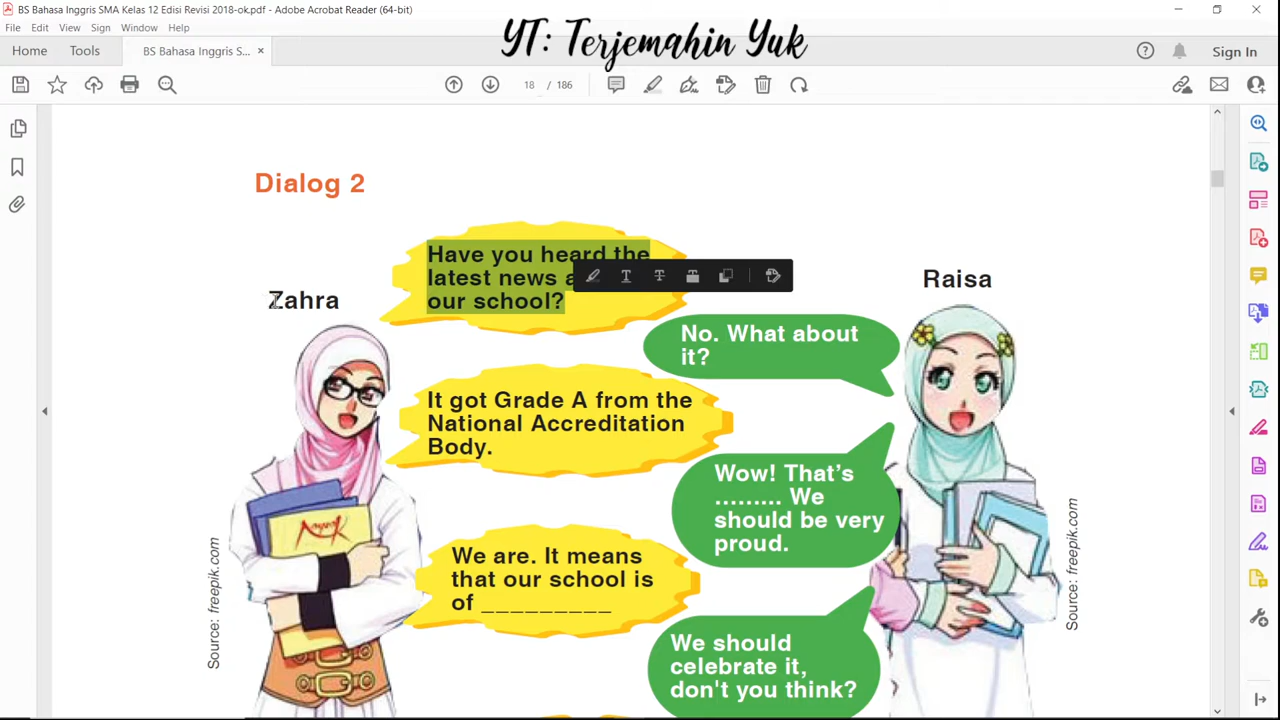 BS Bahasa Inggris SMA Kelas 12 Edisi Revisi 2018-ok.pdf - Adobe Acrobat Reader (64-bit)
File Edit View Sign Window Help
YT: Terjemahin Yuk
Home Tools BS Bahasa Inggris S... × Sign In
18 / 186
Dialog 2
Have you heard the
latest news a
our school?
Zahra
Raisa
No. What about
it?
It got Grade A from the
National Accreditation
Body.
Wow! That’s
......... We
should be very
proud.
We are. It means
that our school is
of _________
We should
celebrate it,
don't you think?
Source: freepik.com
Source: freepik.com